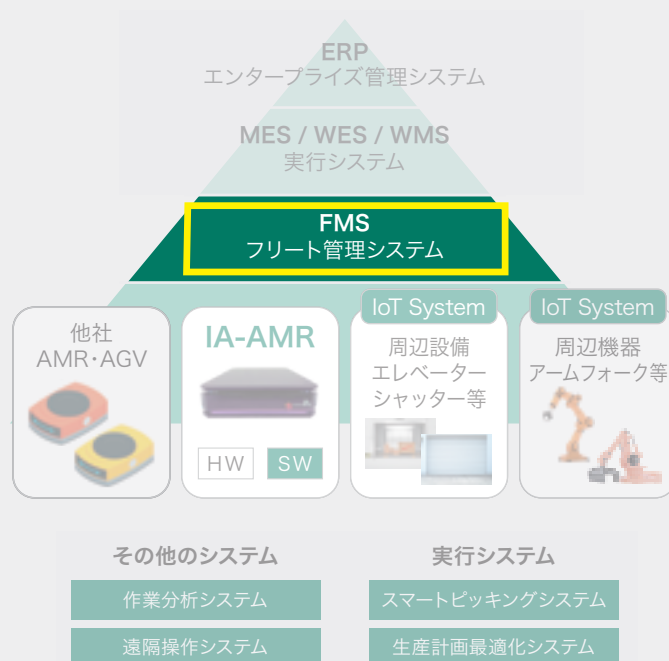 ERP
エンタープライズ管理システム
MES / WES / WMS
実行システム
FMS
フリート管理システム
他社
AMR・AGV
IA-AMR
HW
SW
IoT System
周辺設備
エレベーター
シャッター等
IoT System
周辺機器
アームフォーク等
その他のシステム
作業分析システム
遠隔操作システム
実行システム
スマートピッキングシステム
生産計画最適化システム